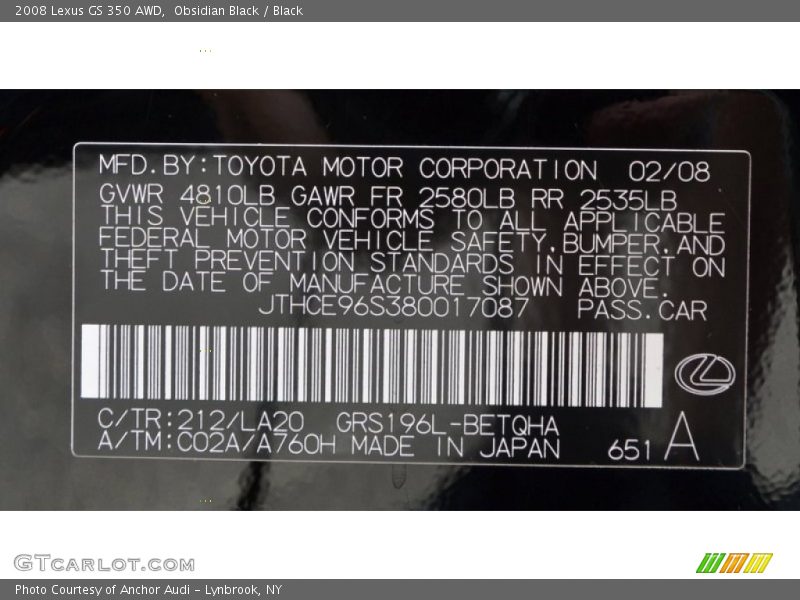 2008 Lexus GS 350 AWD,  Obsidian Black / Black
MFD.BY:TOYOTA MOTOR CORPORATION 02/08
GVWR 4810LB GAWR FR 2580LB RR 2535LB
THIS VEHICLE CONFORMS TO ALL APPLICABLE
FEDERAL MOTOR VEHICLE SAFETY,BUMPER,AND
THEFT PREVENTION STANDARDS IN EFFECT ON
THE DATE OF MANUFACTURE SHOWN ABOVE.
JTHCE96S380017087 PASS.CAR
C/TR:212/LA20 GRS196L-BETQHA
A/TM:C02A/A760H MADE IN JAPAN 651 A
GTcarlot.com
Photo Courtesy of Anchor Audi - Lynbrook, NY